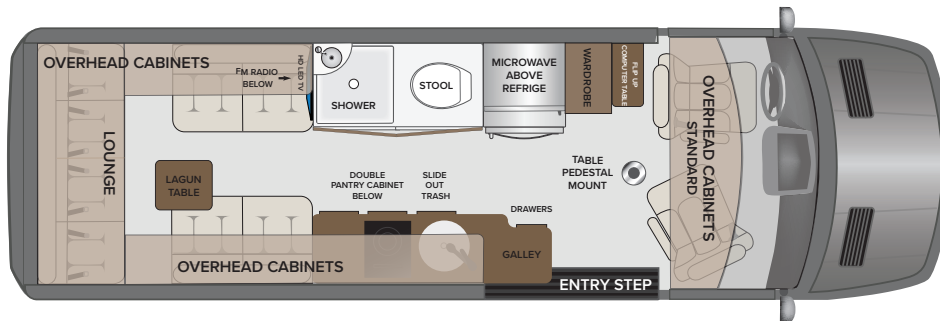 OVERHEAD CABINETS
FM RADIO
BELOW
HD LED TV
SHOWER
STOOL
MICROWAVE
ABOVE
REFRIGE
WARDROBE
FLIP UP
COMPUTER TABLE
OVERHEAD CABINETS
STANDARD
LOUNGE
LAGUN
TABLE
DOUBLE
PANTRY CABINET
BELOW
SLIDE
OUT
TRASH
TABLE
PEDESTAL
MOUNT
DRAWERS
GALLEY
OVERHEAD CABINETS
ENTRY STEP